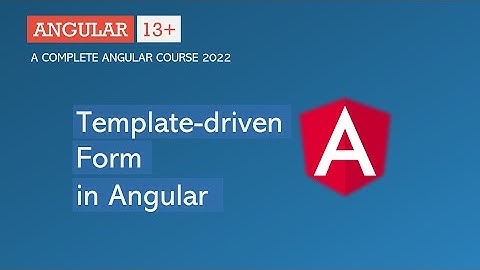 ANGULAR 13+
A COMPLETE ANGULAR COURSE 2022
Template-driven
Form
in Angular
A